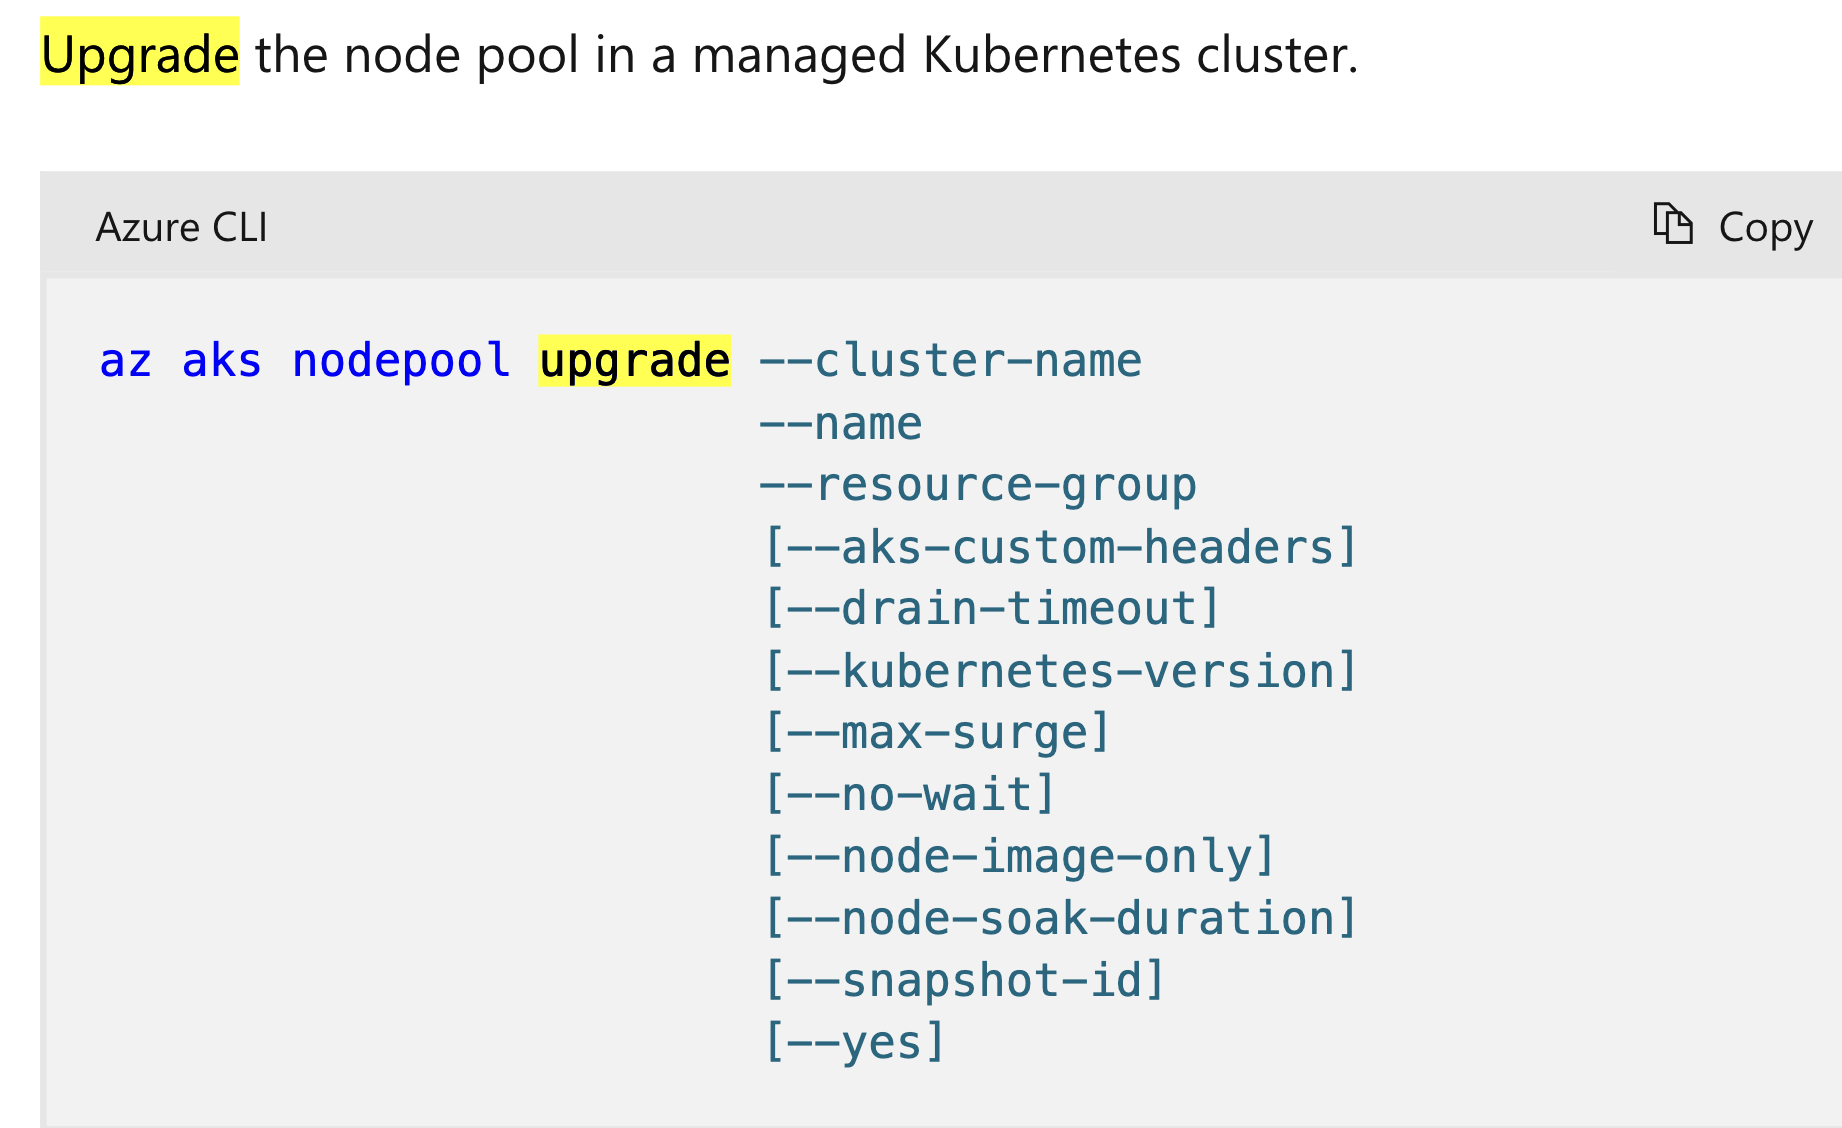 Upgrade the node pool in a managed Kubernetes cluster.
Azure CLI
Copy
az aks nodepool upgrade --cluster-name
--name
--resource-group
[--aks-custom-headers]
[--drain-timeout]
[--kubernetes-version]
[--max-surge]
[--no-wait]
[--node-image-only]
[--node-soak-duration]
[--snapshot-id]
[--yes]